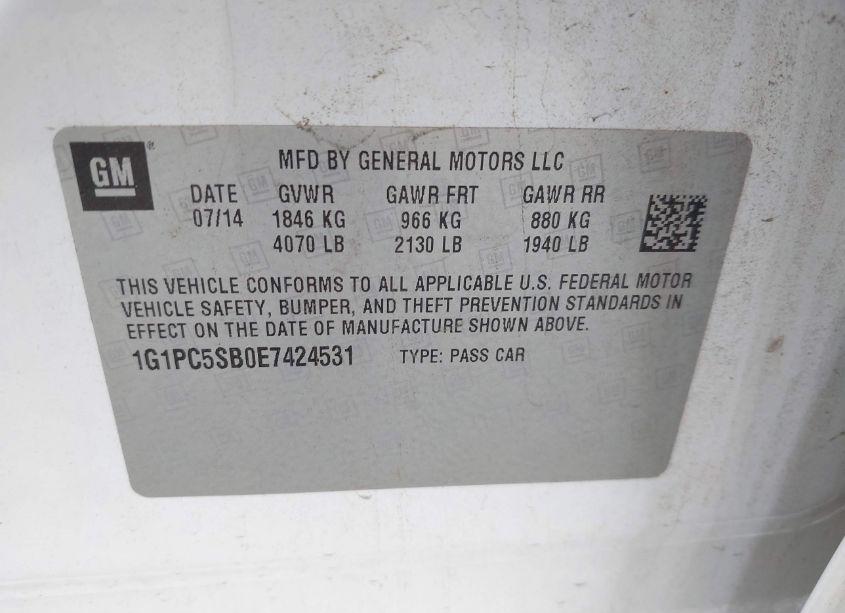 GM
MFD BY GENERAL MOTORS LLC
DATE GVWR GAWR FRT GAWR RR
07/14 1846 KG 966 KG 880 KG
4070 LB 2130 LB 1940 LB
THIS VEHICLE CONFORMS TO ALL APPLICABLE U.S. FEDERAL MOTOR
VEHICLE SAFETY, BUMPER, AND THEFT PREVENTION STANDARDS IN
EFFECT ON THE DATE OF MANUFACTURE SHOWN ABOVE.
1G1PC5SB0E7424531 TYPE: PASS CAR